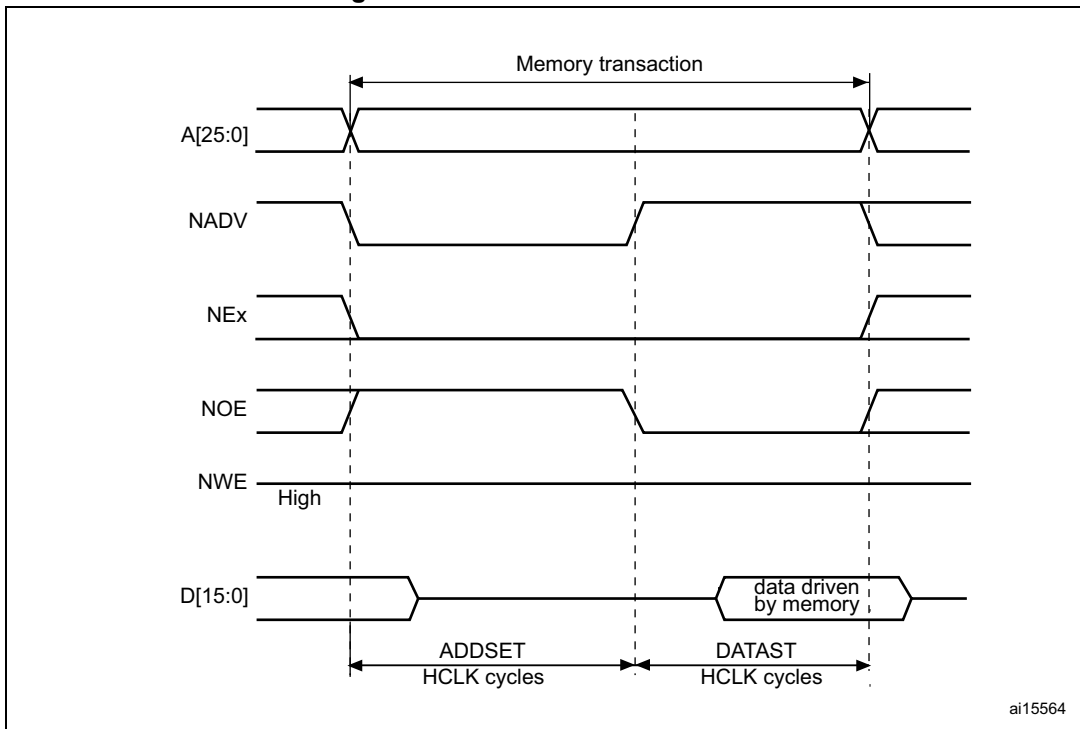 Memory transaction
A[25:0]
NADV
NEx
NOE
NWE
High
D[15:0]
data driven
by memory
ADDSET
HCLK cycles
DATAST
HCLK cycles
ai15564